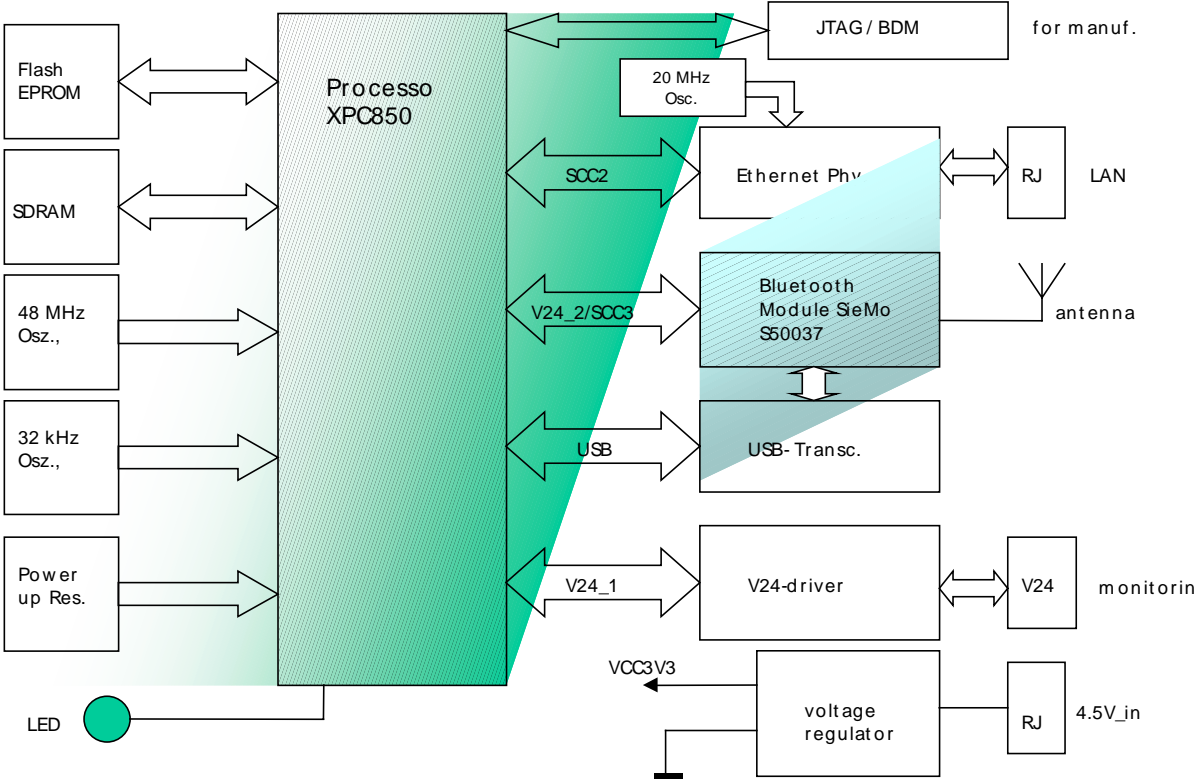 JTAG / BDM
for manuf.
Flash
EPROM
Processo
XPC850
20 MHz
Osc.
SCC2
Ethernet Phy
RJ
LAN
SDRAM
48 MHz
Osz.,
V24_2/SCC3
Bluetooth
Module SieMo
S50037
antenna
32 kHz
Osz.,
USB
USB-Transc.
Power
up Res.
V24_1
V24-driver
V24
monitorin
VCC3V3
LED
voltage
regulator
RJ
4.5V_in